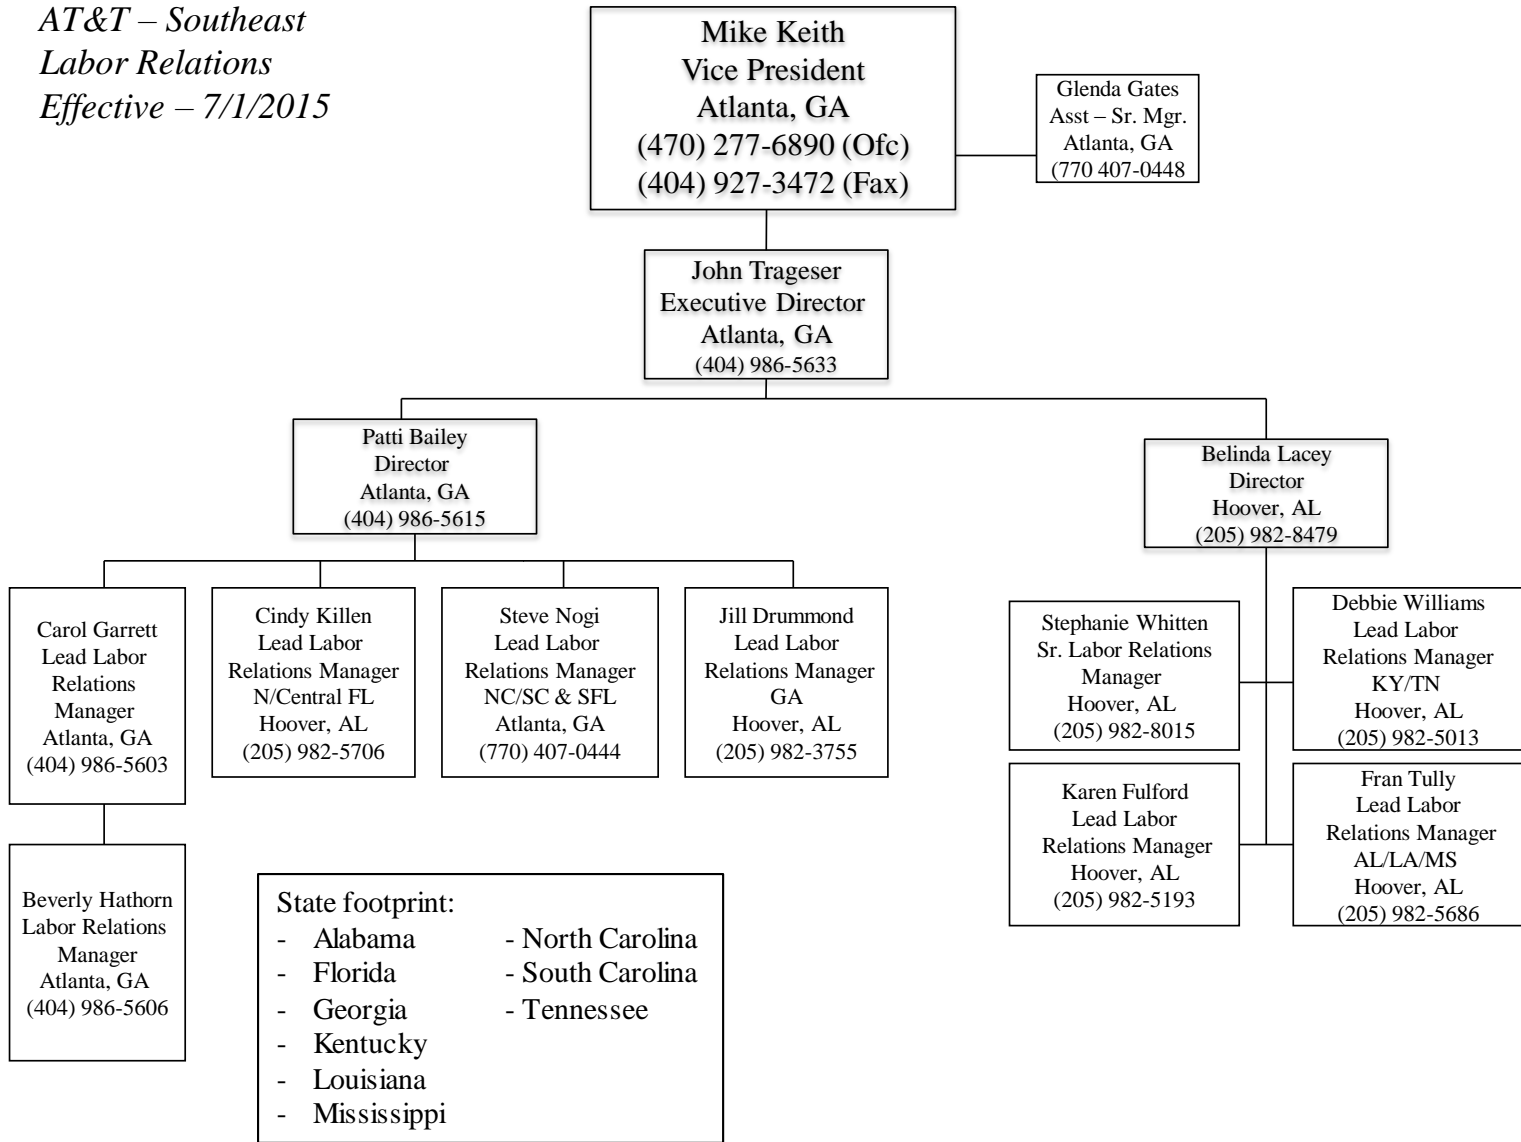 AT&T – Southeast
Labor Relations
Effective – 7/1/2015
Mike Keith
Vice President
Atlanta, GA
(470) 277-6890 (Ofc)
(404) 927-3472 (Fax)
Glenda Gates
Asst – Sr. Mgr.
Atlanta, GA
(770 407-0448
John Trageser
Executive Director
Atlanta, GA
(404) 986-5633
Patti Bailey
Director
Atlanta, GA
(404) 986-5615
Belinda Lacey
Director
Hoover, AL
(205) 982-8479
Carol Garrett
Lead Labor
Relations
Manager
Atlanta, GA
(404) 986-5603
Cindy Killen
Lead Labor
Relations Manager
N/Central FL
Hoover, AL
(205) 982-5706
Steve Nogi
Lead Labor
Relations Manager
NC/SC & SFL
Atlanta, GA
(770) 407-0444
Jill Drummond
Lead Labor
Relations Manager
GA
Hoover, AL
(205) 982-3755
Stephanie Whitten
Sr. Labor Relations
Manager
Hoover, AL
(205) 982-8015
Debbie Williams
Lead Labor
Relations Manager
KY/TN
Hoover, AL
(205) 982-5013
Karen Fulford
Lead Labor
Relations Manager
Hoover, AL
(205) 982-5193
Fran Tully
Lead Labor
Relations Manager
AL/LA/MS
Hoover, AL
(205) 982-5686
Beverly Hathorn
Labor Relations
Manager
Atlanta, GA
(404) 986-5606
State footprint:
- Alabama - North Carolina
- Florida - South Carolina
- Georgia - Tennessee
- Kentucky
- Louisiana
- Mississippi